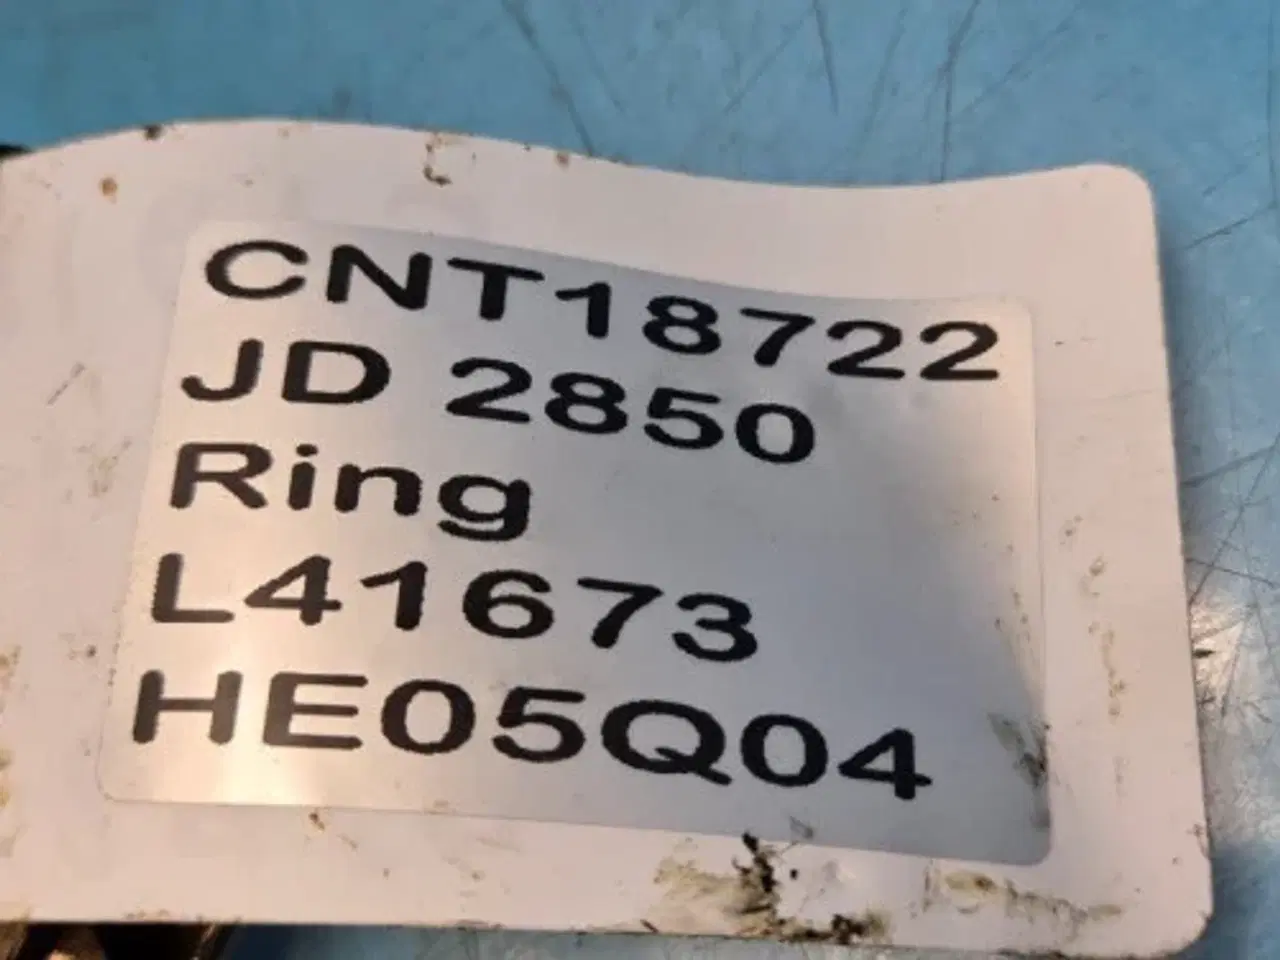 CNT18722
JD 2850
Ring
L41673
HE05Q04